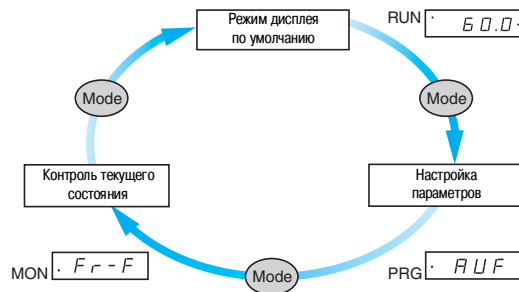 Режим дисплея
по умолчанию
RUN 60.0
Mode
Mode
Контроль текущего
состояния
Настройка
параметров
MON Fr-F
Mode
PRG AUF